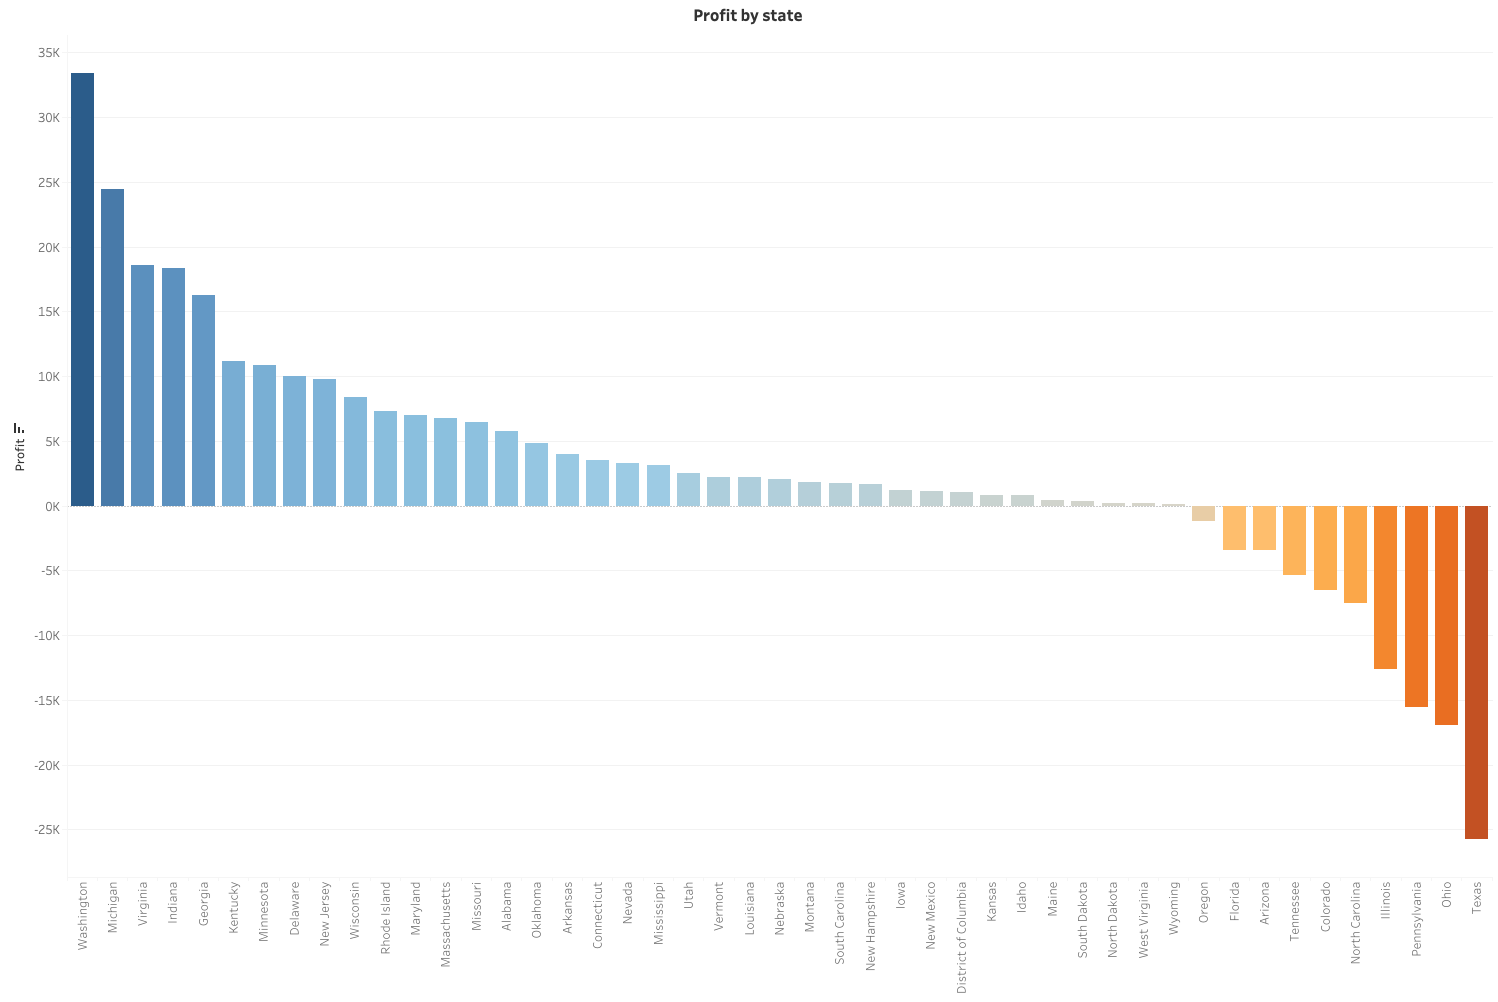 Profit by state
35K
30K
25K
20K
15K
10K
5K
0K
-5K
-10K
-15K
-20K
-25K
Profit
Washington
Michigan
Virginia
Indiana
Georgia
Kentucky
Minnesota
Delaware
New Jersey
Wisconsin
Rhode Island
Maryland
Massachusetts
Missouri
Alabama
Oklahoma
Arkansas
Connecticut
Nevada
Mississippi
Utah
Vermont
Louisiana
Nebraska
Montana
South Carolina
New Hampshire
Iowa
New Mexico
District of Columbia
Kansas
Idaho
Maine
South Dakota
North Dakota
West Virginia
Wyoming
Oregon
Florida
Arizona
Tennessee
Colorado
North Carolina
Illinois
Pennsylvania
Ohio
Texas